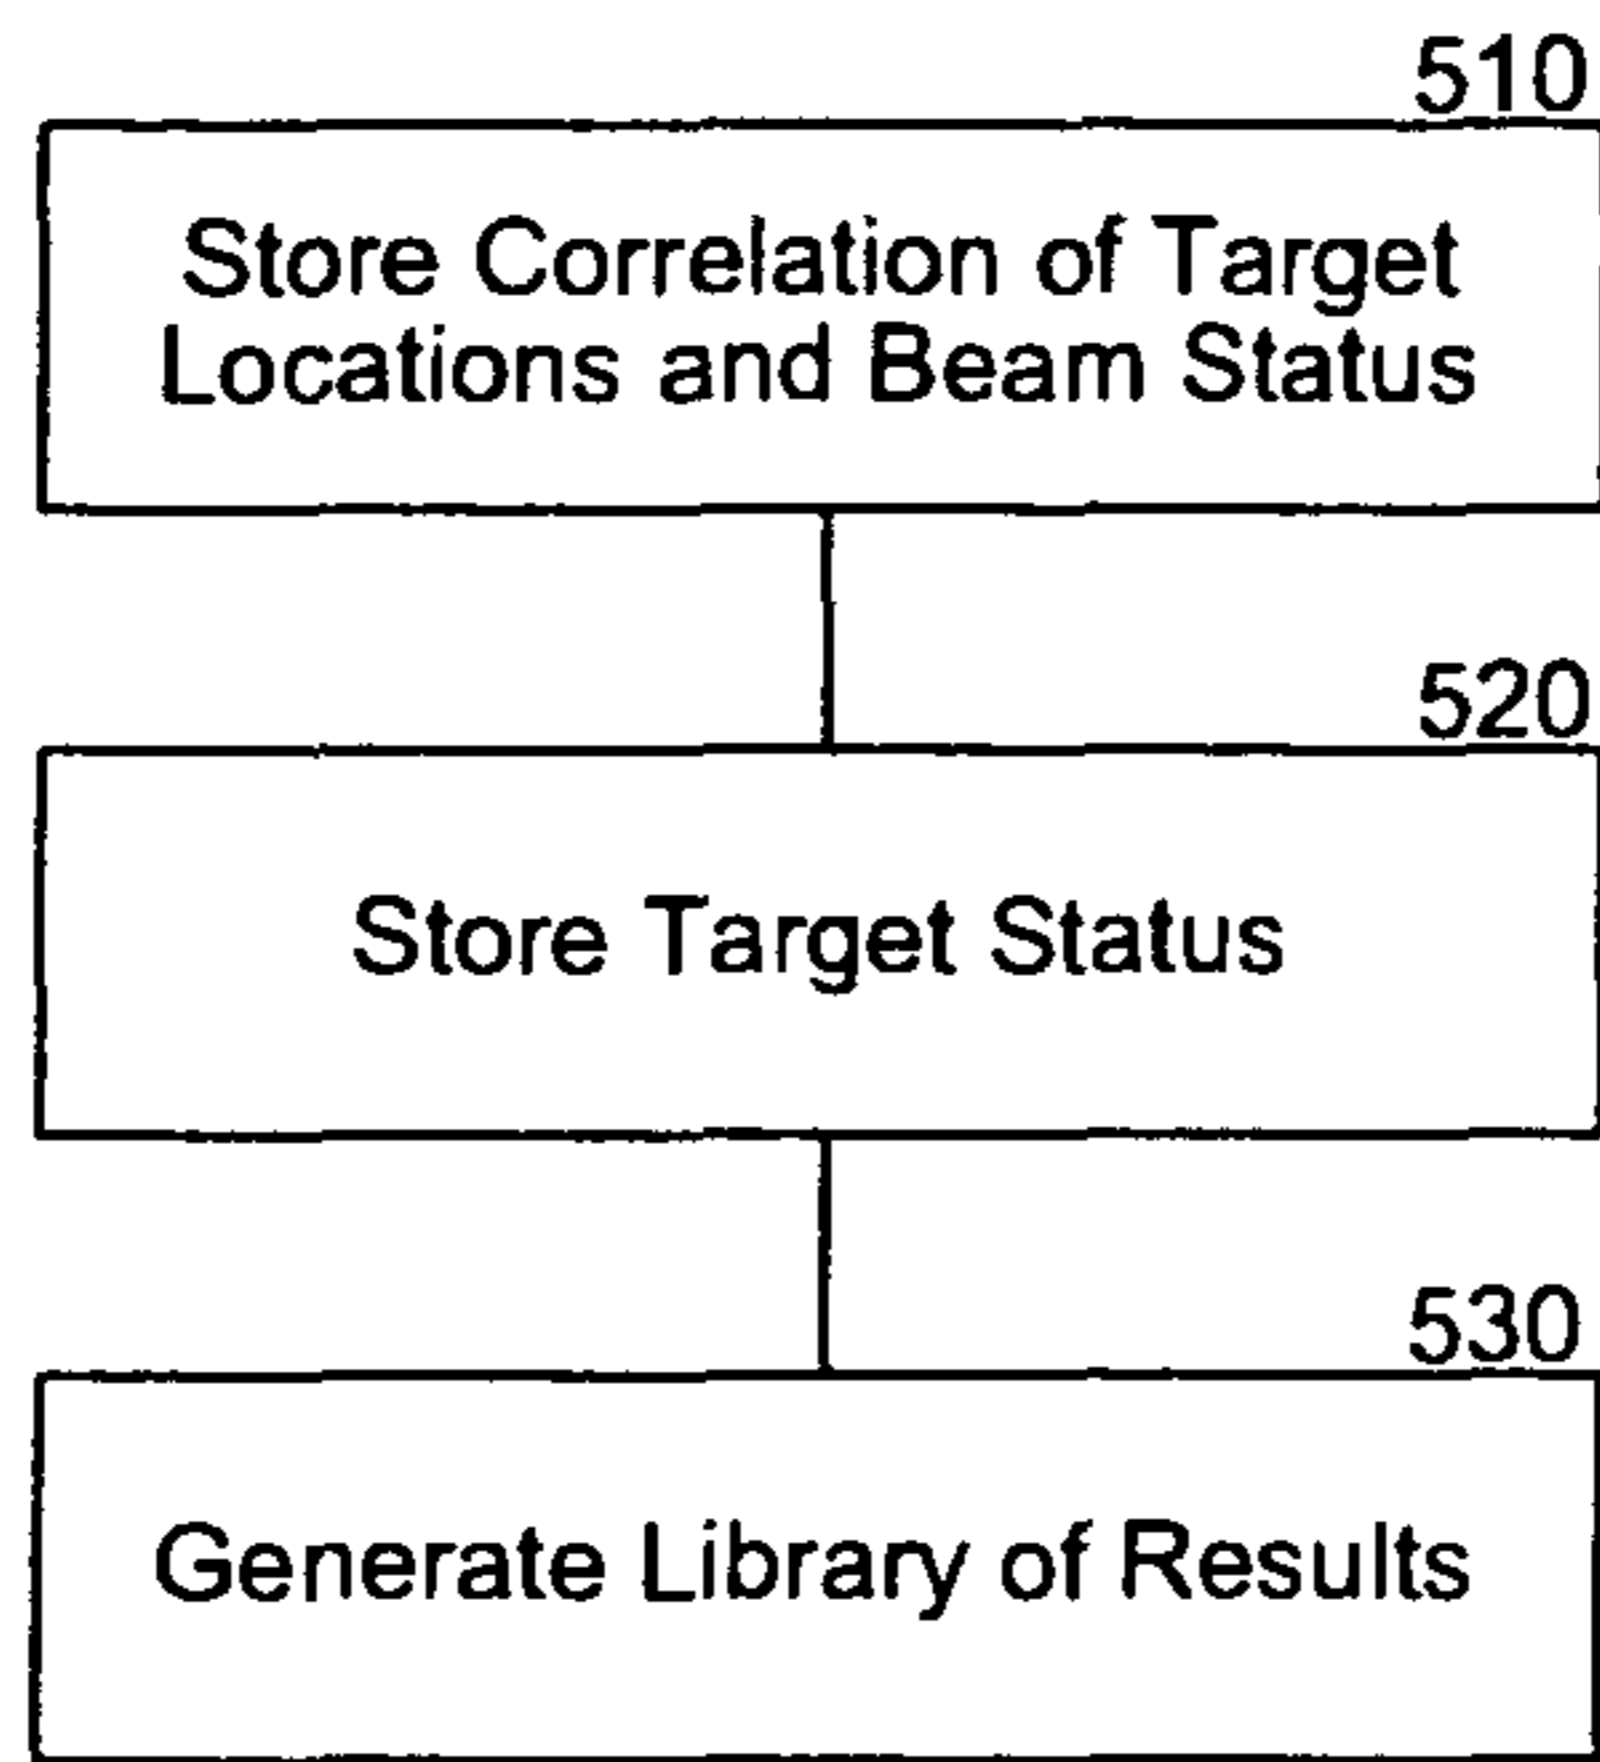 510
Store Correlation of Target
Locations and Beam Status
520
Store Target Status
530
Generate Library of Results